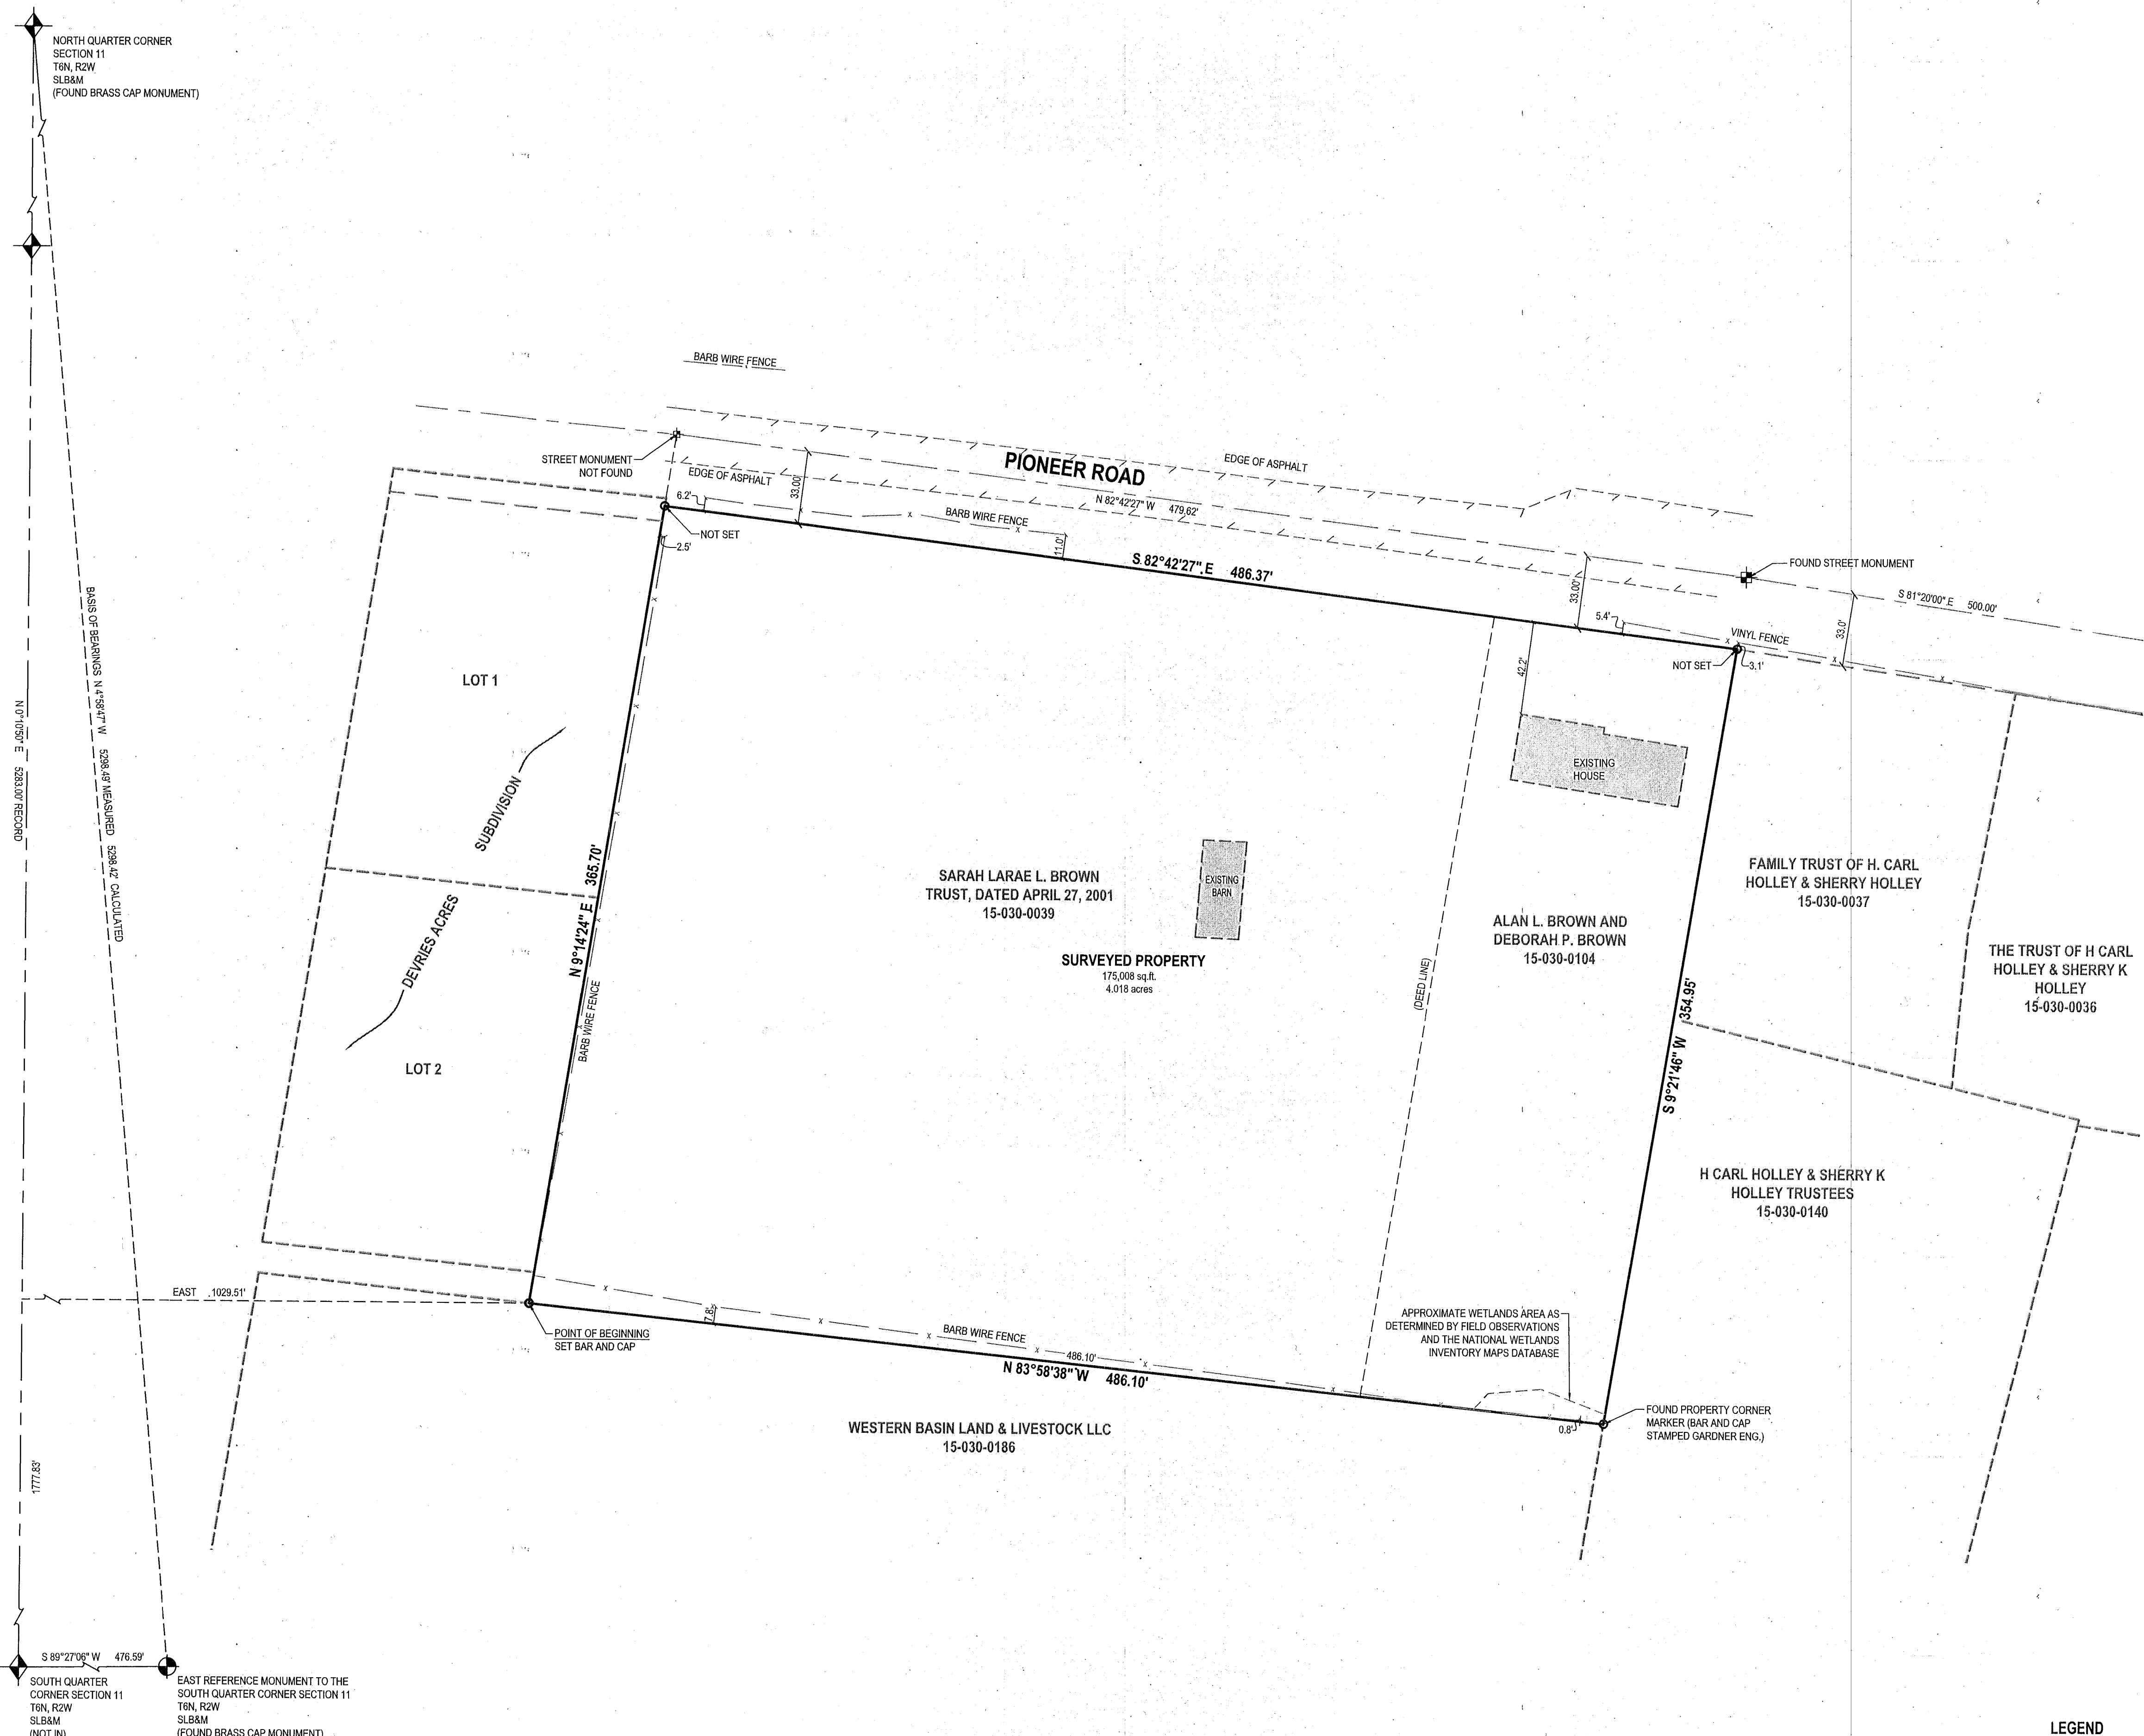 NORTH QUARTER CORNER
SECTION 11
T6N, R2W
SLB&M
(FOUND BRASS CAP MONUMENT)
BARB WIRE FENCE
STREET MONUMENT
NOT FOUND
EDGE OF ASPHALT
PIONEER ROAD
EDGE OF ASPHALT
6.2'
33.00'
N 82°42'27" W 479.62'
BARB WIRE FENCE
NOT SET
2.5'
11.0'
S 82°42'27" E 486.37'
FOUND STREET MONUMENT
33.00'
S 81°20'00" E 500.00'
5.4'
VINYL FENCE
33.0'
NOT SET
3.1'
42.2'
LOT 1
BASIS OF BEARINGS N 4°58'47" W 5298.49' MEASURED 5298.42' CALCULATED
N 0°10'50" E 5283.00' RECORD
EXISTING
HOUSE
SUBDIVISION
DEVRIES ACRES
N 9°14'24" E 365.70'
BARB WIRE FENCE
SARAH LARAE L. BROWN
TRUST, DATED APRIL 27, 2001
15-030-0039
EXISTING
BARN
SURVEYED PROPERTY
175,008 sq.ft.
4.018 acres
(DEED LINE)
ALAN L. BROWN AND
DEBORAH P. BROWN
15-030-0104
FAMILY TRUST OF H. CARL
HOLLEY & SHERRY HOLLEY
15-030-0037
THE TRUST OF H CARL
HOLLEY & SHERRY K
HOLLEY
15-030-0036
S 9°21'46" W 354.95'
LOT 2
H CARL HOLLEY & SHERRY K
HOLLEY TRUSTEES
15-030-0140
EAST 1029.51'
POINT OF BEGINNING
SET BAR AND CAP
7.8'
BARB WIRE FENCE
486.10'
N 83°58'38" W 486.10'
APPROXIMATE WETLANDS AREA AS
DETERMINED BY FIELD OBSERVATIONS
AND THE NATIONAL WETLANDS
INVENTORY MAPS DATABASE
0.8'
FOUND PROPERTY CORNER
MARKER (BAR AND CAP
STAMPED GARDNER ENG.)
WESTERN BASIN LAND & LIVESTOCK LLC
15-030-0186
1777.83'
S 89°27'06" W 476.59'
SOUTH QUARTER
CORNER SECTION 11
T6N, R2W
SLB&M
(NOT IN)
EAST REFERENCE MONUMENT TO THE
SOUTH QUARTER CORNER SECTION 11
T6N, R2W
SLB&M
(FOUND BRASS CAP MONUMENT)
LEGEND